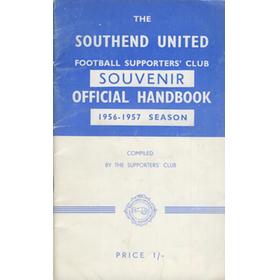 THE
SOUTHEND UNITED
FOOTBALL SUPPORTERS' CLUB
SOUVENIR
OFFICIAL HANDBOOK
1956-1957 SEASON
COMPILED
BY THE SUPPORTERS' CLUB
PRICE 1/-